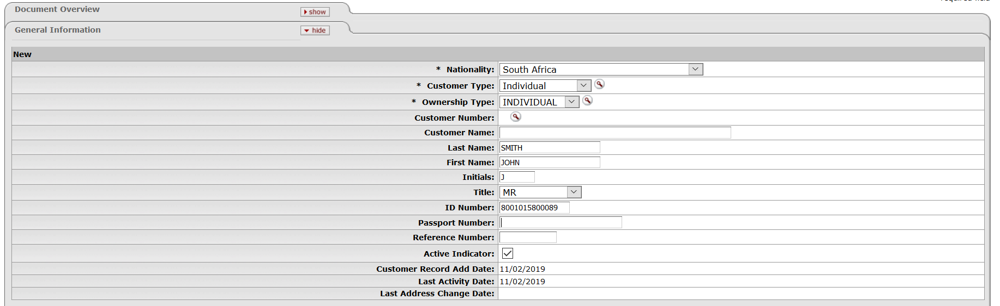 Document Overview
show
General Information
hide
New
* Nationality: South Africa
* Customer Type: Individual
* Ownership Type: INDIVIDUAL
Customer Number:
Customer Name:
Last Name: SMITH
First Name: JOHN
Initials: J
Title: MR
ID Number: 8001015800089
Passport Number:
Reference Number:
Active Indicator:
Customer Record Add Date: 11/02/2019
Last Activity Date: 11/02/2019
Last Address Change Date: